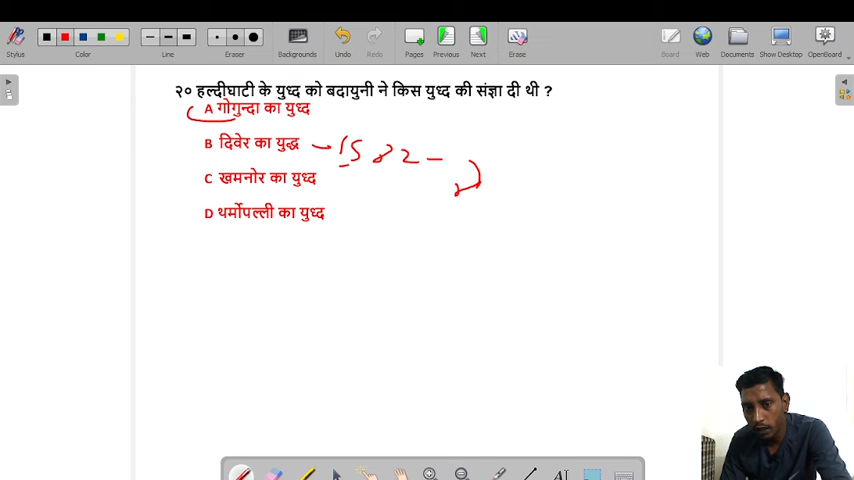 Stylus
Color
Line
Eraser
Backgrounds
Undo
Redo
Pages
Previous
Next
Erase
Board
Web
Documents
Show Desktop
OpenBoard
२० हल्दीघाटी के युध्द को बदायुनी ने किस युध्द की संज्ञा दी थी ?
A गोगुन्दा का युध्द
B दिवेर का युद्ध 1582 –
C खमनोर का युध्द
D थर्मोपल्ली का युध्द